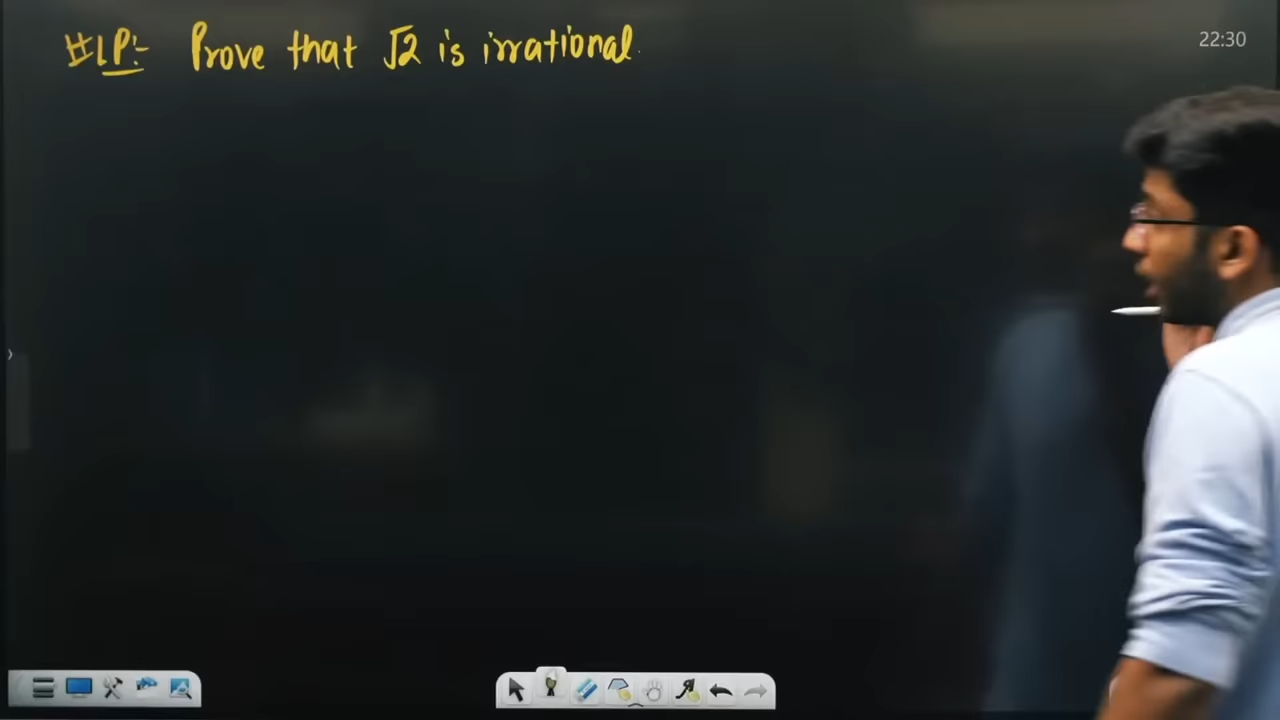 #LP:- Prove that √2 is irrational.
22:30